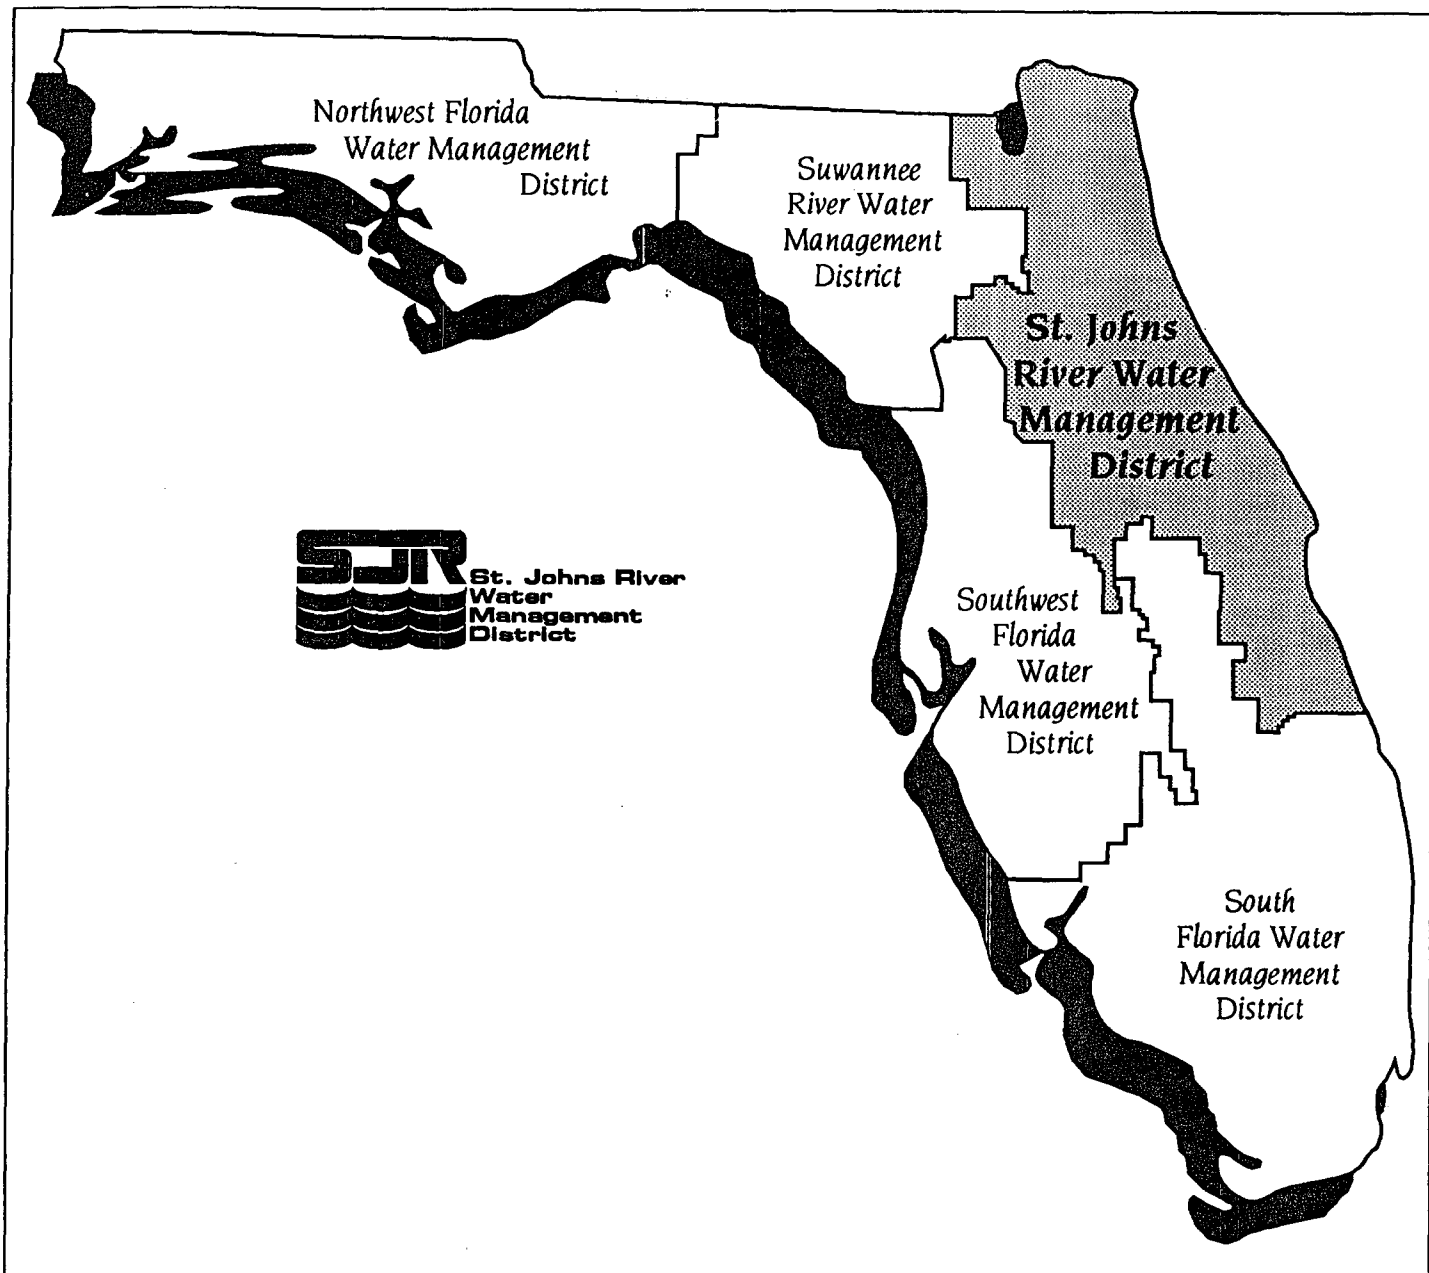 Northwest Florida
Water Management
District
Suwannee
River Water
Management
District
St. Johns
River Water
Management
District
SJR
St. Johns River
Water
Management
District
Southwest
Florida
Water
Management
District
South
Florida Water
Management
District